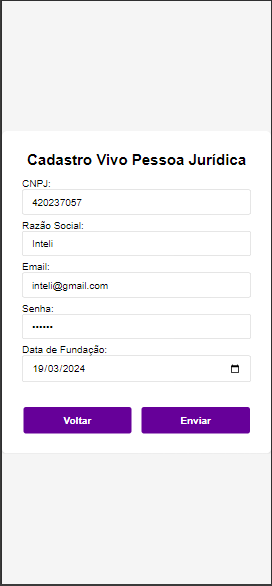 Cadastro Vivo Pessoa Jurídica
CNPJ:
420237057
Razão Social:
Inteli
Email:
inteli@gmail.com
Senha:
••••••
Data de Fundação:
19/03/2024
Voltar
Enviar